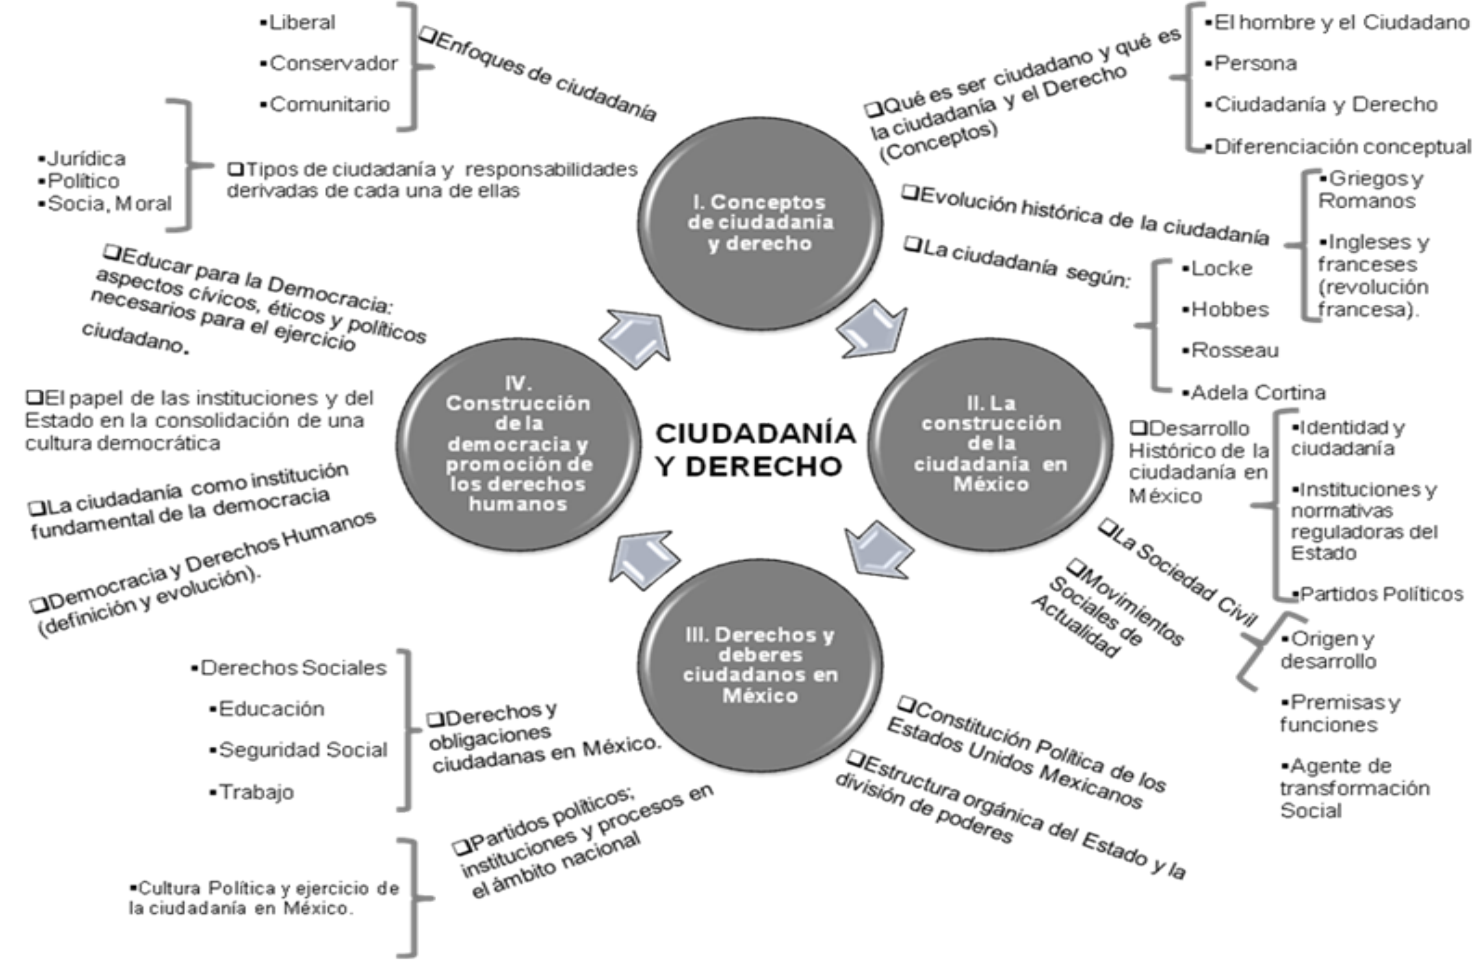 ▪Liberal
▪Conservador
▪Comunitario
❑Enfoques de ciudadanía
▪Jurídica
▪Político
▪Socia, Moral
❑Tipos de ciudadanía y responsabilidades
derivadas de cada una de ellas
I. Conceptos
de ciudadanía
y derecho
❑Qué es ser ciudadano y qué es
la ciudadanía y el Derecho
(Conceptos)
▪El hombre y el Ciudadano
▪Persona
▪Ciudadanía y Derecho
▪Diferenciación conceptual
❑Evolución histórica de la ciudadanía
▪Griegos y
Romanos
▪Ingleses y
franceses
(revolución
francesa).
❑La ciudadanía según:
▪Locke
▪Hobbes
▪Rosseau
▪Adela Cortina
CIUDADANÍA
Y DERECHO
II. La
construcción
de la
ciudadanía en
México
❑Desarrollo
Histórico de la
ciudadanía en
México
▪Identidad y
ciudadanía
▪Instituciones y
normativas
reguladoras del
Estado
▪Partidos Políticos
❑La Sociedad Civil
▪Origen y
desarrollo
▪Premisas y
funciones
▪Agente de
transformación
Social
❑Movimientos
Sociales de
Actualidad
III. Derechos y
deberes
ciudadanos en
México
❑Constitución Política de los
Estados Unidos Mexicanos
❑Estructura orgánica del Estado y la
división de poderes
❑Derechos y
obligaciones
ciudadanas en México.
▪Derechos Sociales
▪Educación
▪Seguridad Social
▪Trabajo
❑Partidos políticos;
instituciones y procesos en
el ámbito nacional
▪Cultura Política y ejercicio de
la ciudadanía en México.
IV.
Construcción
de la
democracia y
promoción de
los derechos
humanos
❑Educar para la Democracia:
aspectos cívicos, éticos y políticos
necesarios para el ejercicio
ciudadano.
❑El papel de las instituciones y del
Estado en la consolidación de una
cultura democrática
❑La ciudadanía como institución
fundamental de la democracia
❑Democracia y Derechos Humanos
(definición y evolución).